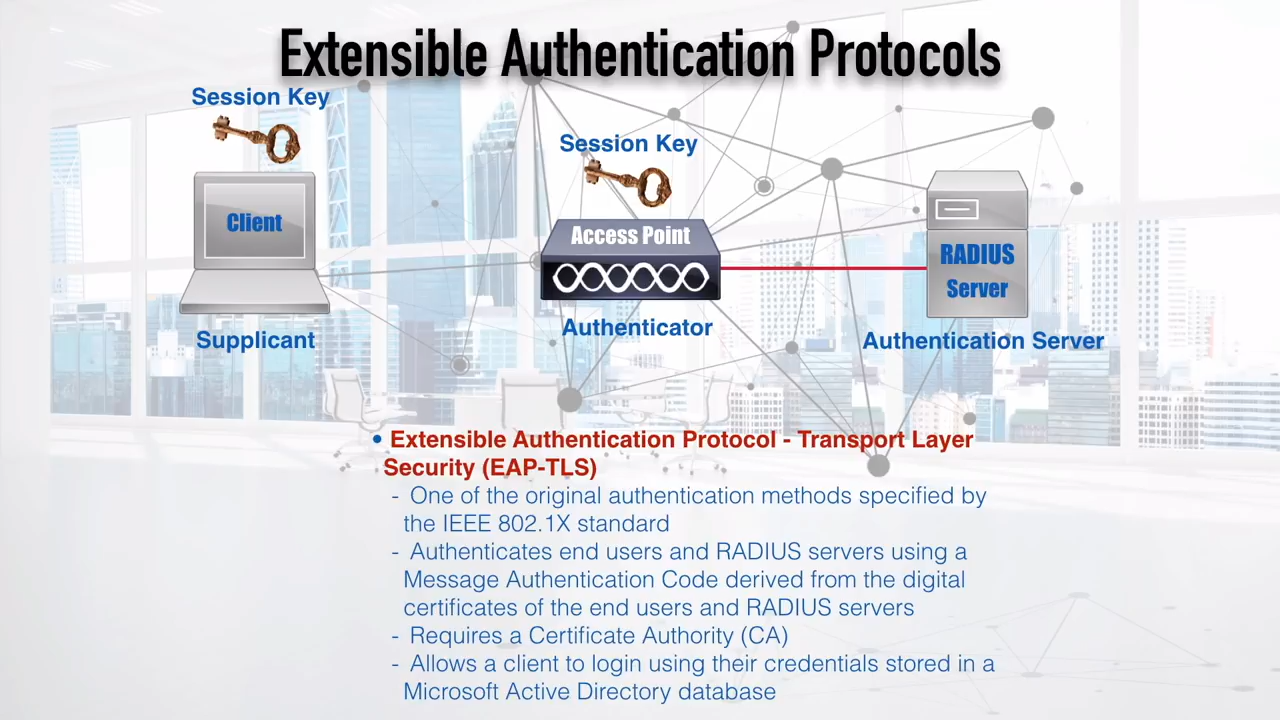 Extensible Authentication Protocols
Session Key
Session Key
Client
Access Point
RADIUS
Server
Supplicant
Authenticator
Authentication Server
• Extensible Authentication Protocol - Transport Layer
Security (EAP-TLS)
- One of the original authentication methods specified by
the IEEE 802.1X standard
- Authenticates end users and RADIUS servers using a
Message Authentication Code derived from the digital
certificates of the end users and RADIUS servers
- Requires a Certificate Authority (CA)
- Allows a client to login using their credentials stored in a
Microsoft Active Directory database